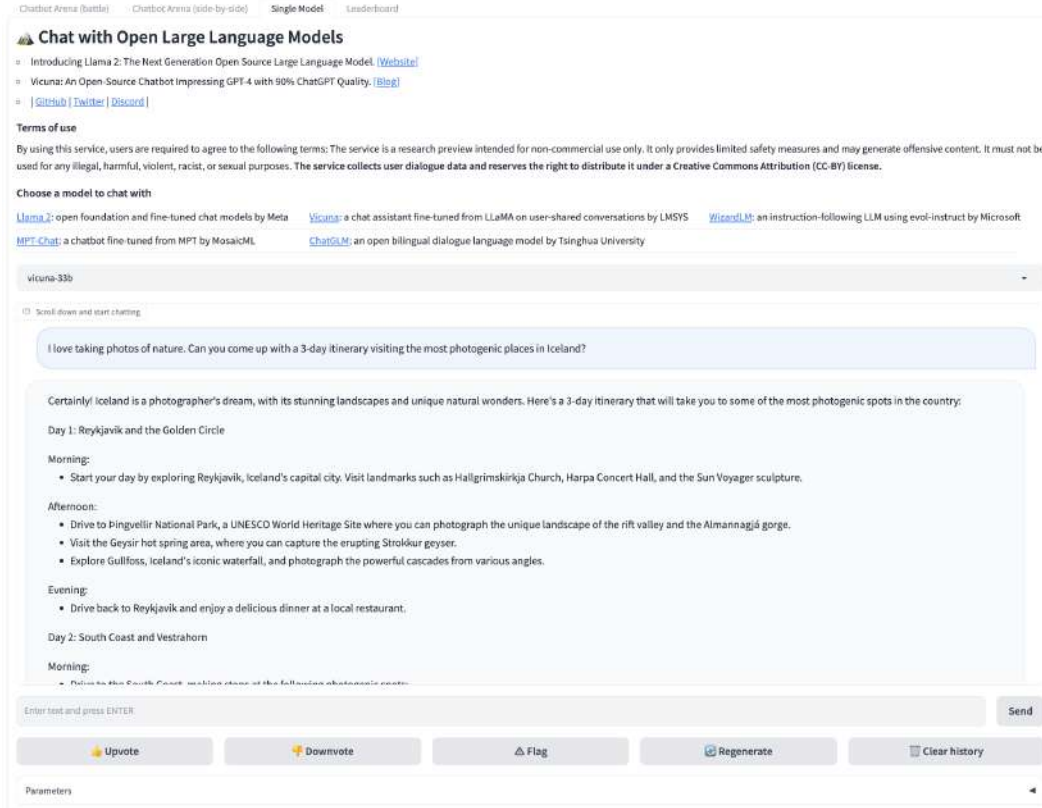 Chatbot Arena (battle) Chatbot Arena (side-by-side) Single Model Leaderboard
Chat with Open Large Language Models
Introducing Llama 2: The Next Generation Open Source Large Language Model. [Website]
Vicuna: An Open-Source Chatbot Impressing GPT-4 with 90% ChatGPT Quality. [Blog]
| GitHub | Twitter | Discord |
Terms of use
By using this service, users are required to agree to the following terms: The service is a research preview intended for non-commercial use only. It only provides limited safety measures and may generate offensive content. It must not be
used for any illegal, harmful, violent, racist, or sexual purposes. The service collects user dialogue data and reserves the right to distribute it under a Creative Commons Attribution (CC-BY) license.
Choose a model to chat with
Llama 2: open foundation and fine-tuned chat models by Meta Vicuna: a chat assistant fine-tuned from LLaMA on user-shared conversations by LMSYS WizardLM: an instruction-following LLM using evol-instruct by Microsoft
MPT-Chat: a chatbot fine-tuned from MPT by MosaicML ChatGLM: an open bilingual dialogue language model by Tsinghua University
vicuna-33b
Scroll down and start chatting
I love taking photos of nature. Can you come up with a 3-day itinerary visiting the most photogenic places in Iceland?
Certainly! Iceland is a photographer's dream, with its stunning landscapes and unique natural wonders. Here's a 3-day itinerary that will take you to some of the most photogenic spots in the country:
Day 1: Reykjavik and the Golden Circle
Morning:
• Start your day by exploring Reykjavik, Iceland's capital city. Visit landmarks such as Hallgrimskirkja Church, Harpa Concert Hall, and the Sun Voyager sculpture.
Afternoon:
• Drive to Þingvellir National Park, a UNESCO World Heritage Site where you can photograph the unique landscape of the rift valley and the Almannagjá gorge.
• Visit the Geysir hot spring area, where you can capture the erupting Strokkur geyser.
• Explore Gullfoss, Iceland's iconic waterfall, and photograph the powerful cascades from various angles.
Evening:
• Drive back to Reykjavik and enjoy a delicious dinner at a local restaurant.
Day 2: South Coast and Vestrahorn
Morning:
• Drive to the South Coast, making stops at the following photogenic spots:
Enter text and press ENTER
Send
👍 Upvote 👎 Downvote ⚠ Flag Regenerate Clear history
Parameters